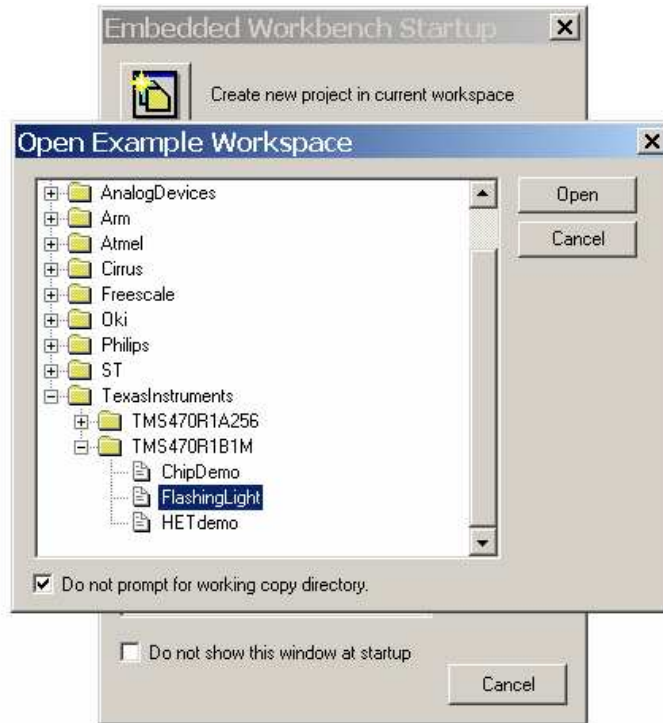 Embedded Workbench Startup
Create new project in current workspace
Open Example Workspace
AnalogDevices
Open
Arm
Atmel
Cancel
Cirrus
Freescale
Oki
Philips
ST
TexasInstruments
TMS470R1A256
TMS470R1B1M
ChipDemo
FlashingLight
HETdemo
Do not prompt for working copy directory.
Do not show this window at startup
Cancel